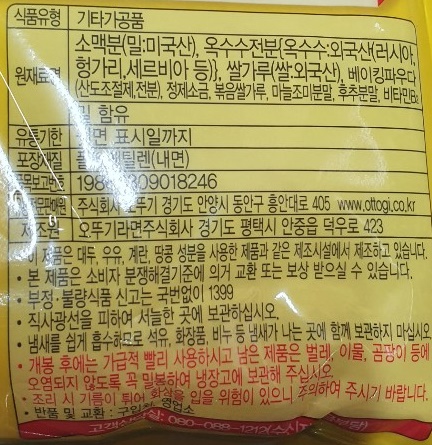 식품유형 기타가공품
소맥분(밀:미국산), 옥수수전분{옥수수:외국산(러시아,
원재료명 헝가리,세르비아 등)}, 쌀가루(쌀:외국산), 베이킹파우다
(산도조절제,전분), 정제소금, 볶음쌀가루, 마늘조미분말, 후추분말, 비타민B₂
밀 함유
유통기한 표시일까지
포장재질 (내면)
품목보고번호
주식회사 오뚜기 경기도 안양시 동안구 흥안대로 405 www.ottogi.co.kr
제조원 오뚜기라면주식회사 경기도 평택시 안중읍 덕우로 423
이 제품은 대두, 우유, 계란, 땅콩 성분을 사용한 제품과 같은 제조시설에서 제조하고 있습니다.
• 본 제품은 소비자 분쟁해결기준에 의거 교환 또는 보상 받으실 수 있습니다.
• 부정·불량식품 신고는 국번없이 1399
• 직사광선을 피하여 서늘한 곳에 보관하십시오.
• 냄새를 쉽게 흡수하므로 석유, 화장품, 비누 등 냄새가 나는 곳에 함께 보관하지 마십시오.
• 개봉 후에는 가급적 빨리 사용하시고 남은 제품은 벌레, 이물, 곰팡이 등에
오염되지 않도록 꼭 밀봉하여 냉장고에 보관해 주십시오.
• 조리 시 기름이 튀어 화상을 입을 위험이 있으니 주의하여 주시기 바랍니다.
• 반품 및 교환 : 구입
고객상담실: 080-088-1212